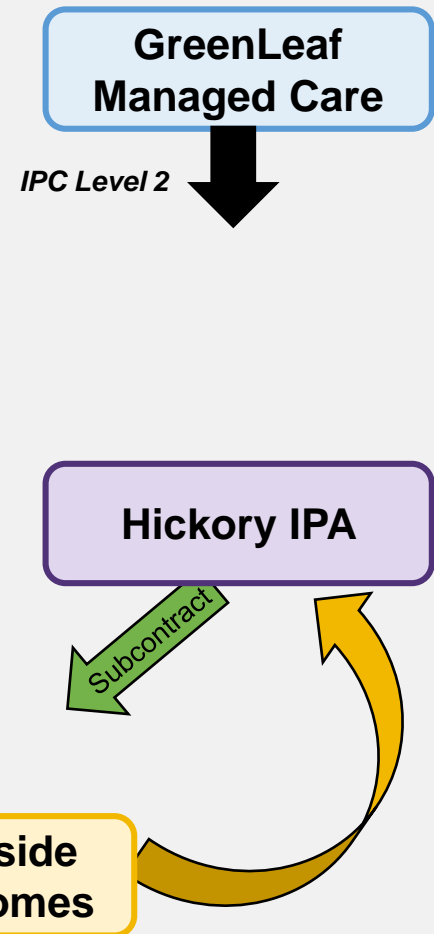 GreenLeaf
Managed Care
IPC Level 2
Hickory IPA
Subcontract
side
omes